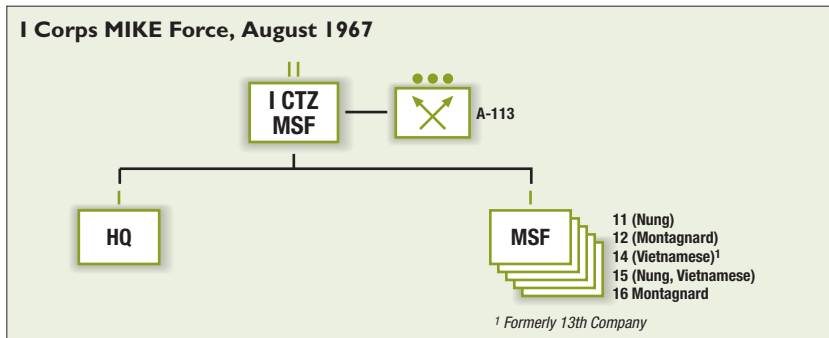 I Corps MIKE Force, August 1967
I CTZ
MSF
A-113
HQ
MSF
11 (Nung)
12 (Montagnard)
14 (Vietnamese)¹
15 (Nung, Vietnamese)
16 Montagnard
¹ Formerly 13th Company